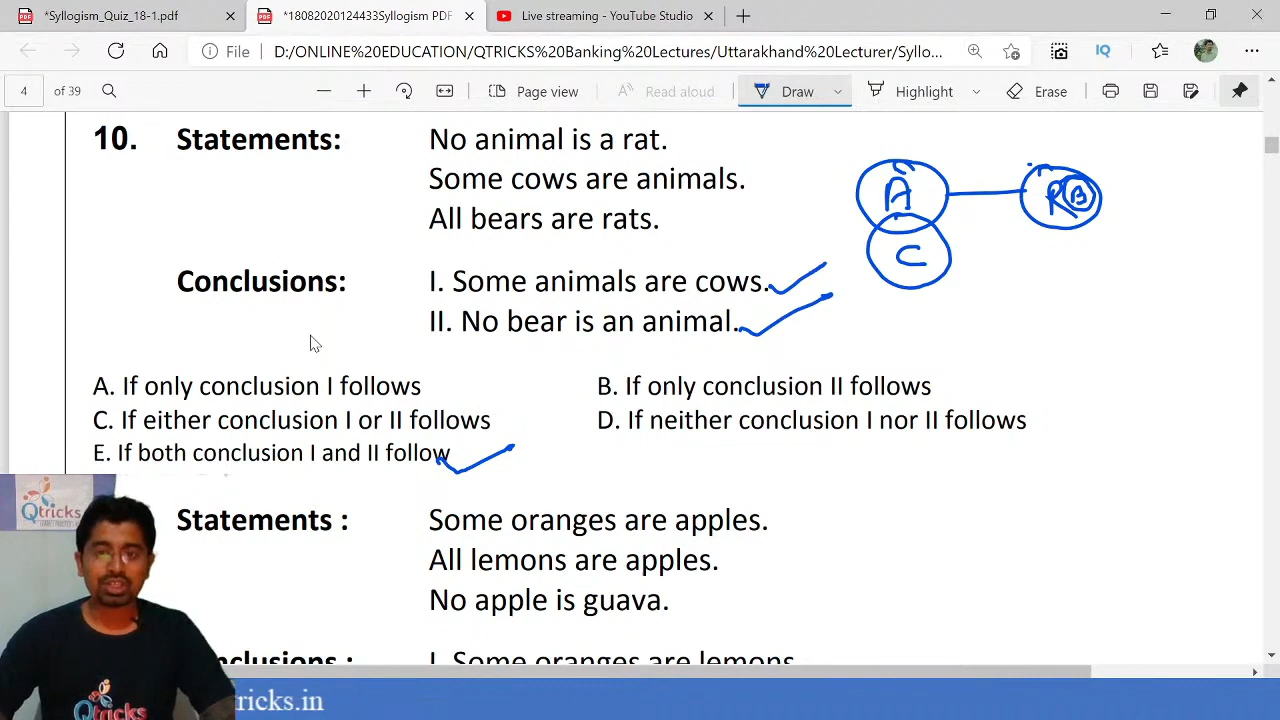 *Syllogism_Quiz_18-1.pdf
*18082020124433Syllogism PDF
Live streaming - YouTube Studio
File
D:/ONLINE%20EDUCATION/QTRICKS%20Banking%20Lectures/Uttarakhand%20Lecturer/Syllo...
IQ
4 of 39
Page view
Read aloud
Draw
Highlight
Erase
10. Statements: No animal is a rat.
Some cows are animals.
All bears are rats.
A
R B
C
Conclusions: I. Some animals are cows.
II. No bear is an animal.
A. If only conclusion I follows B. If only conclusion II follows
C. If either conclusion I or II follows D. If neither conclusion I nor II follows
E. If both conclusion I and II follow
Qtricks
Statements : Some oranges are apples.
All lemons are apples.
No apple is guava.
nclusions : I. Some oranges are lemons
Qtricks
ricks.in